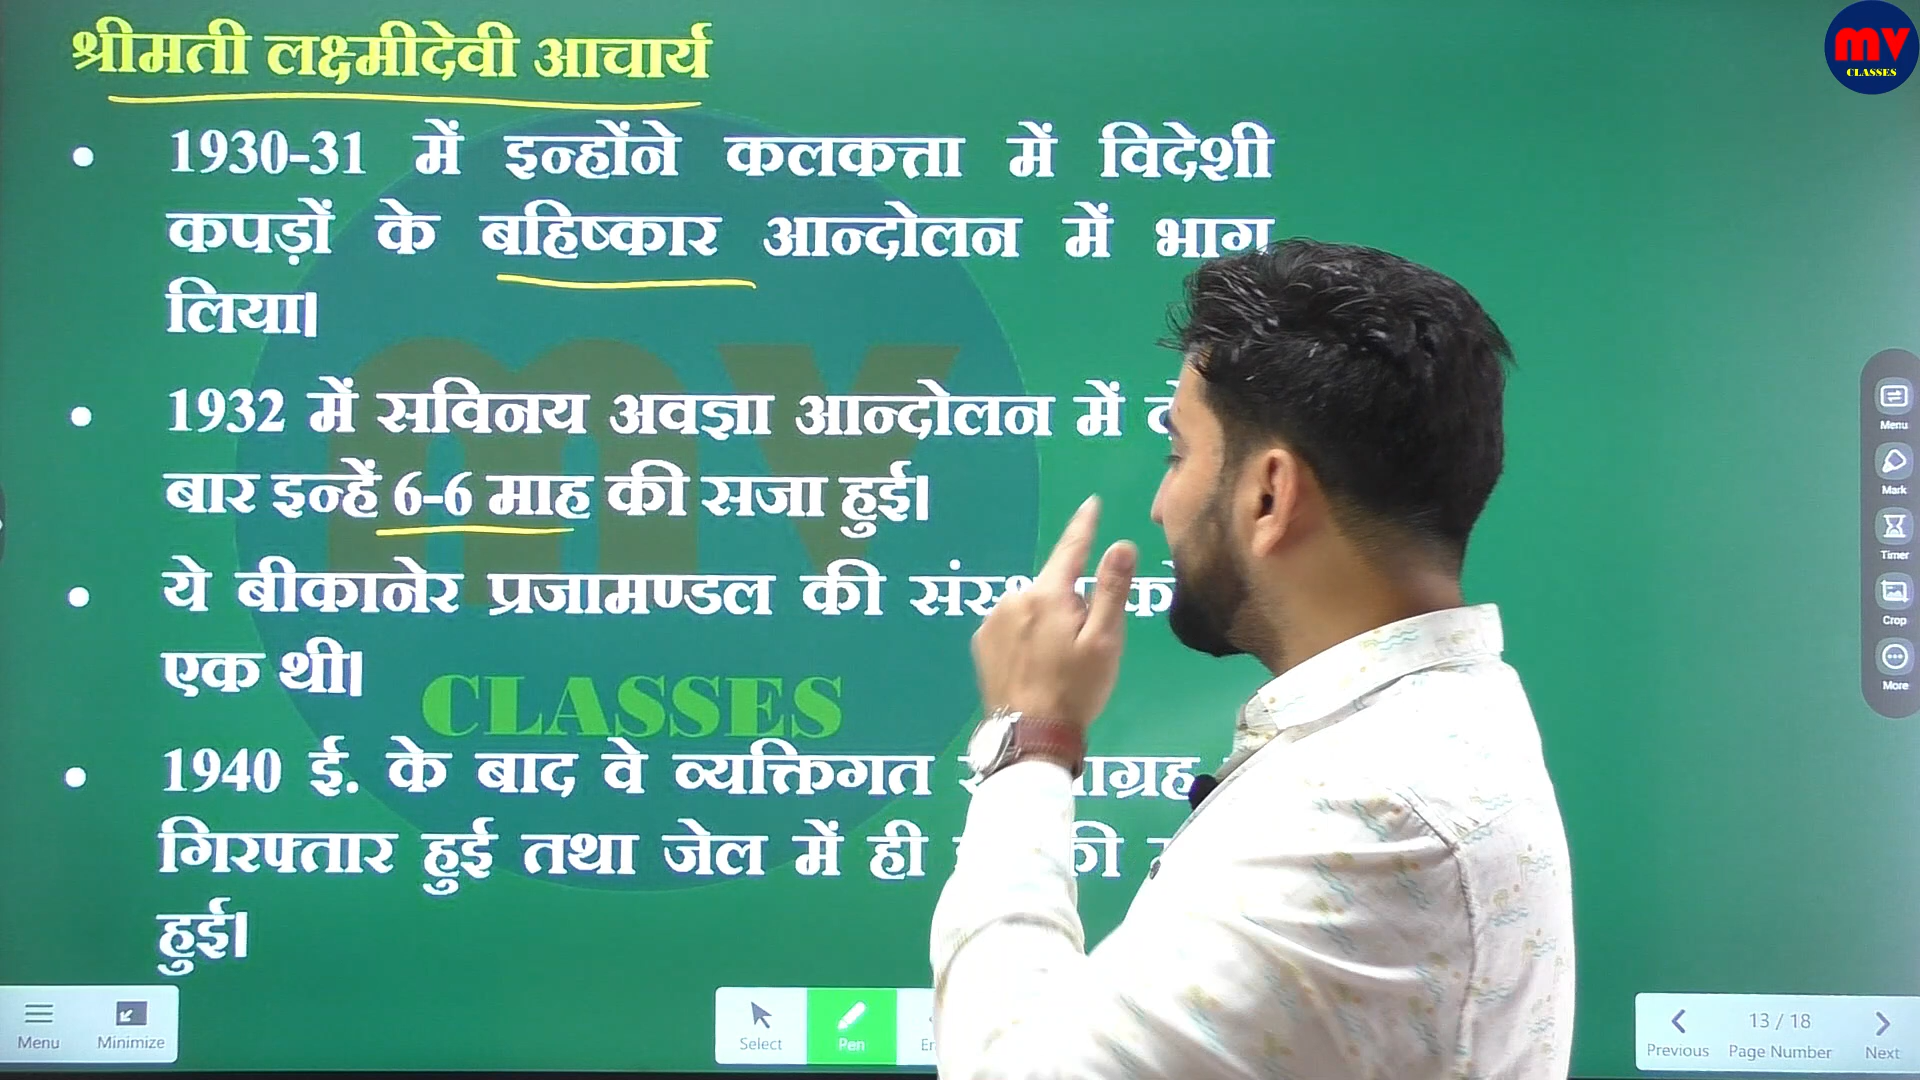 श्रीमती लक्ष्मीदेवी आचार्य
mv
CLASSES
• 1930-31 में इन्होंने कलकत्ता में विदेशी
कपड़ों के बहिष्कार आन्दोलन में भाग
लिया।
• 1932 में सविनय अवज्ञा आन्दोलन में
बार इन्हें 6-6 माह की सजा हुई।
• ये बीकानेर प्रजामण्डल की
एक थी।
mv
CLASSES
• 1940 ई. के बाद वे व्यक्तिगत
गिरफ्तार हुई तथा जेल में ही
हुई।
Menu
Mark
Timer
Crop
More
Menu
Minimize
Select
Pen
13 / 18
Previous
Page Number
Next